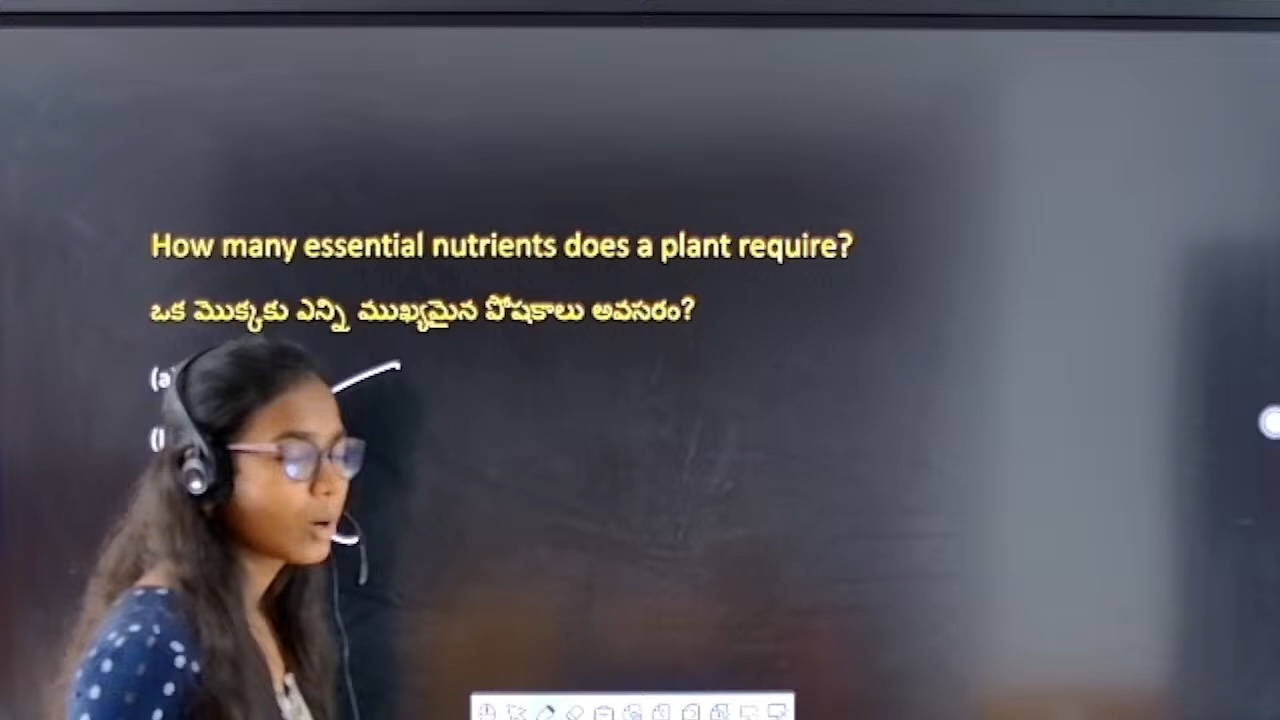 How many essential nutrients does a plant require?
ఒక మొక్కకు ఎన్ని ముఖ్యమైన పోషకాలు అవసరం?
(a
(